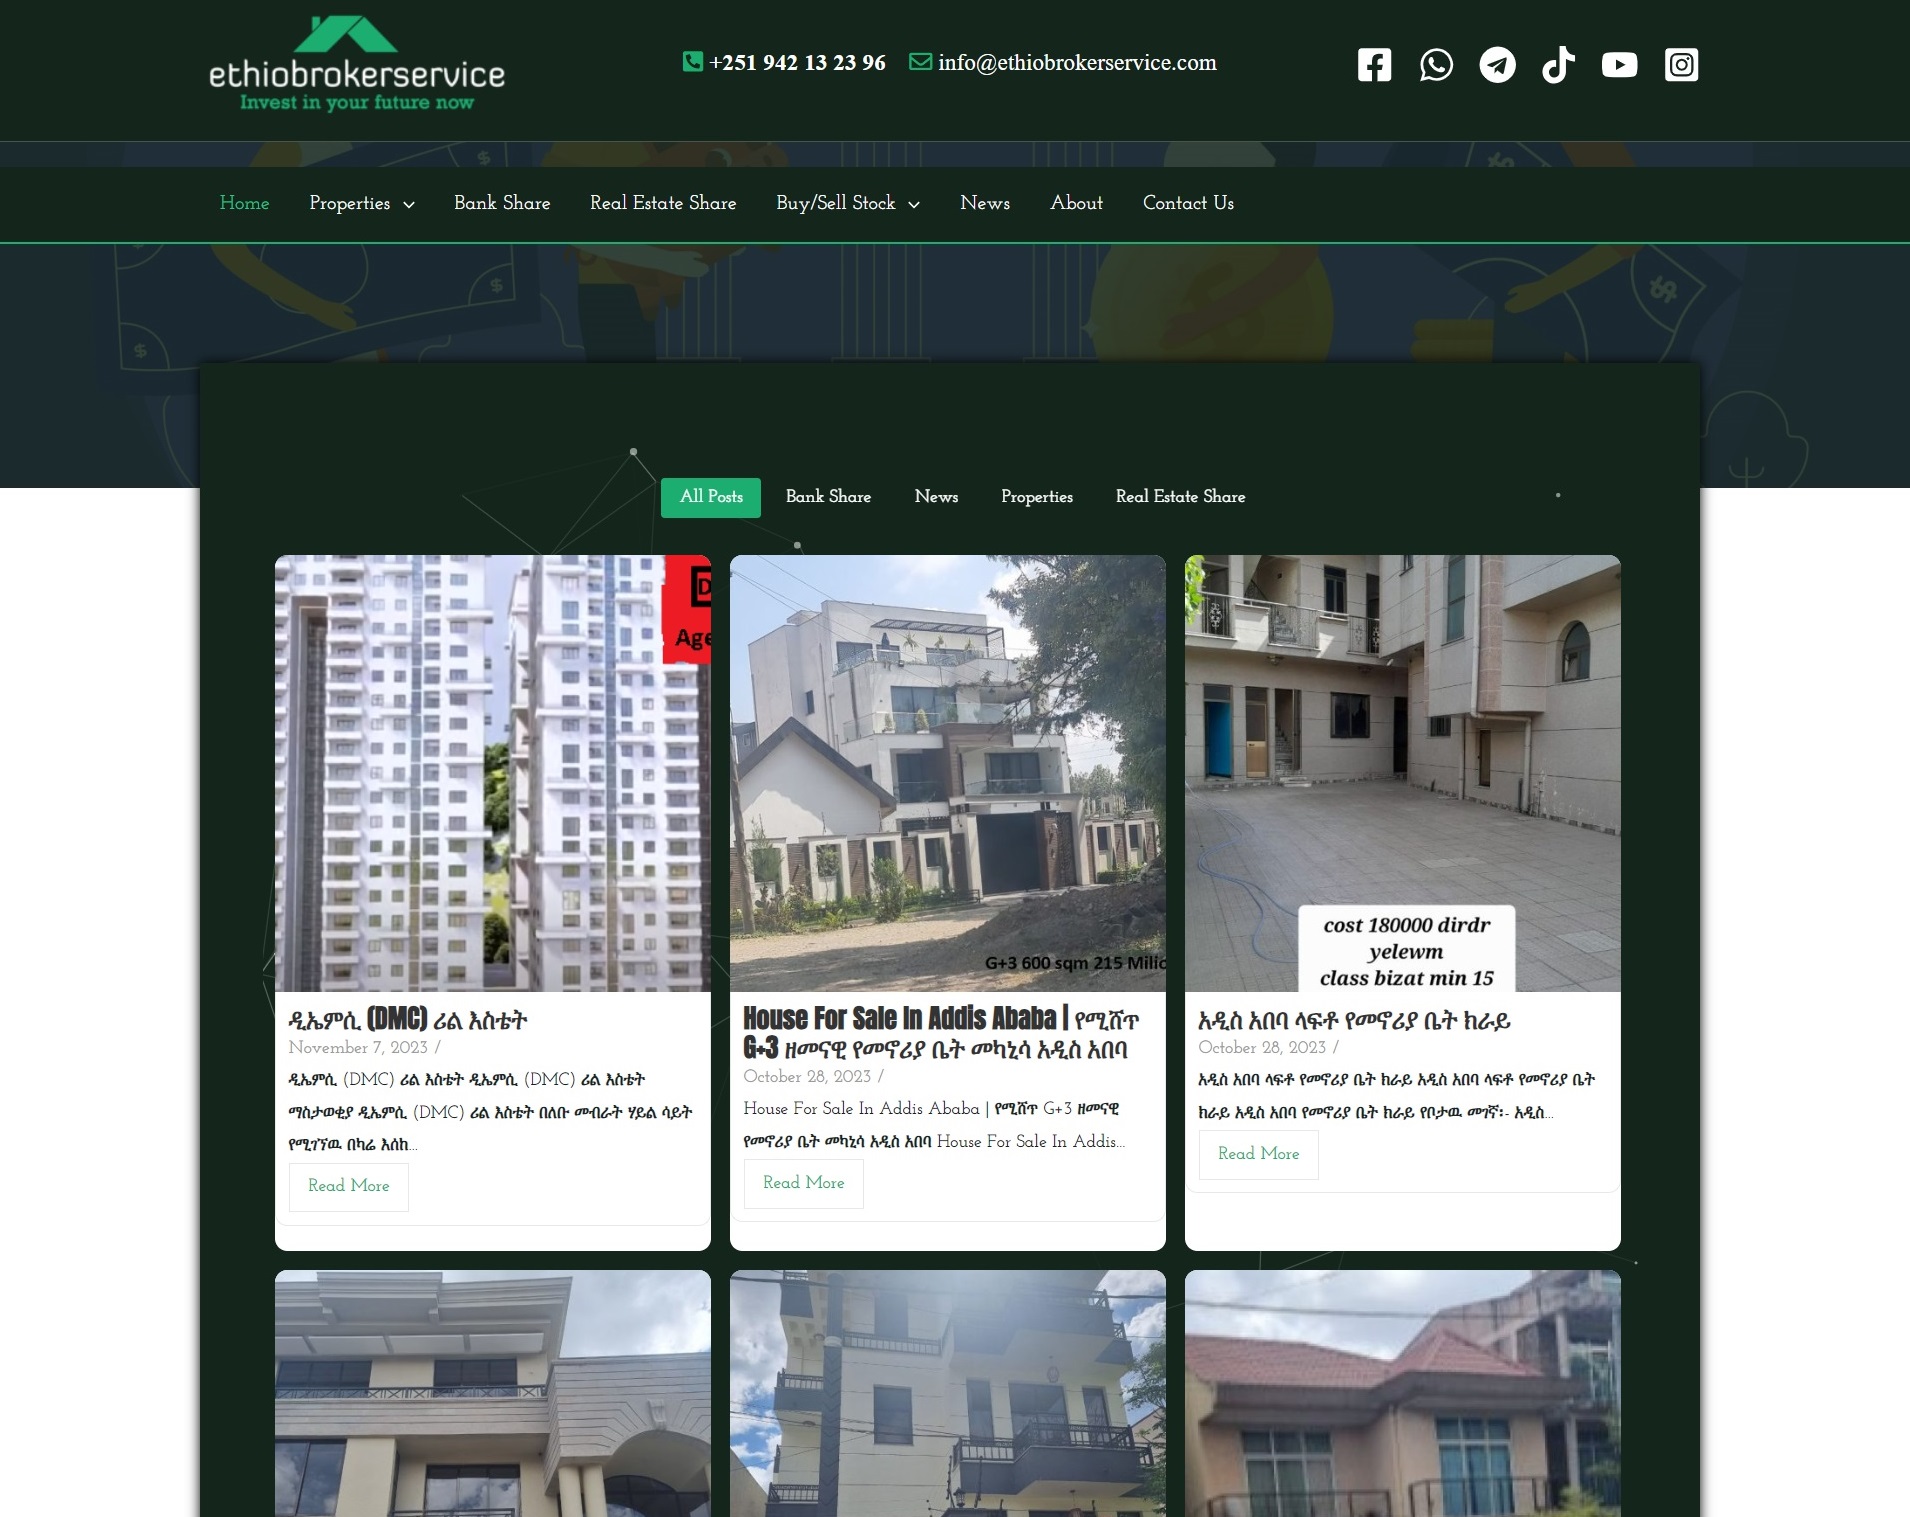 ethiobrokerservice
Invest in your future now
+251 942 13 23 96
info@ethiobrokerservice.com
Home
Properties
Bank Share
Real Estate Share
Buy/Sell Stock
News
About
Contact Us
All Posts
Bank Share
News
Properties
Real Estate Share
Age
G+3 600 sqm 215 Milio
cost 180000 dirdr
yelewm
class bizat min 15
ዲኤምሲ (DMC) ሪል እስቴት
November 7, 2023 /
ዲኤምሲ (DMC) ሪል እስቴት ዲኤምሲ (DMC) ሪል እስቴት
ማስታወቂያ ዲኤምሲ (DMC) ሪል እስቴት በለቡ መብራት ሃይል ሳይት
የሚገኘዉ በካሬ እሰከ...
Read More
House For Sale In Addis Ababa | የሚሸጥ
G+3 ዘመናዊ የመኖሪያ ቤት መካኒሳ አዲስ አበባ
October 28, 2023 /
House For Sale In Addis Ababa | የሚሸጥ G+3 ዘመናዊ
የመኖሪያ ቤት መካኒሳ አዲስ አበባ House For Sale In Addis...
Read More
አዲስ አበባ ላፍቶ የመኖሪያ ቤት ክራይ
October 28, 2023 /
አዲስ አበባ ላፍቶ የመኖሪያ ቤት ክራይ አዲስ አበባ ላፍቶ የመኖሪያ ቤት
ክራይ አዲስ አበባ የመኖሪያ ቤት ክራይ የቦታዉ መገኛ፡- አዲስ...
Read More